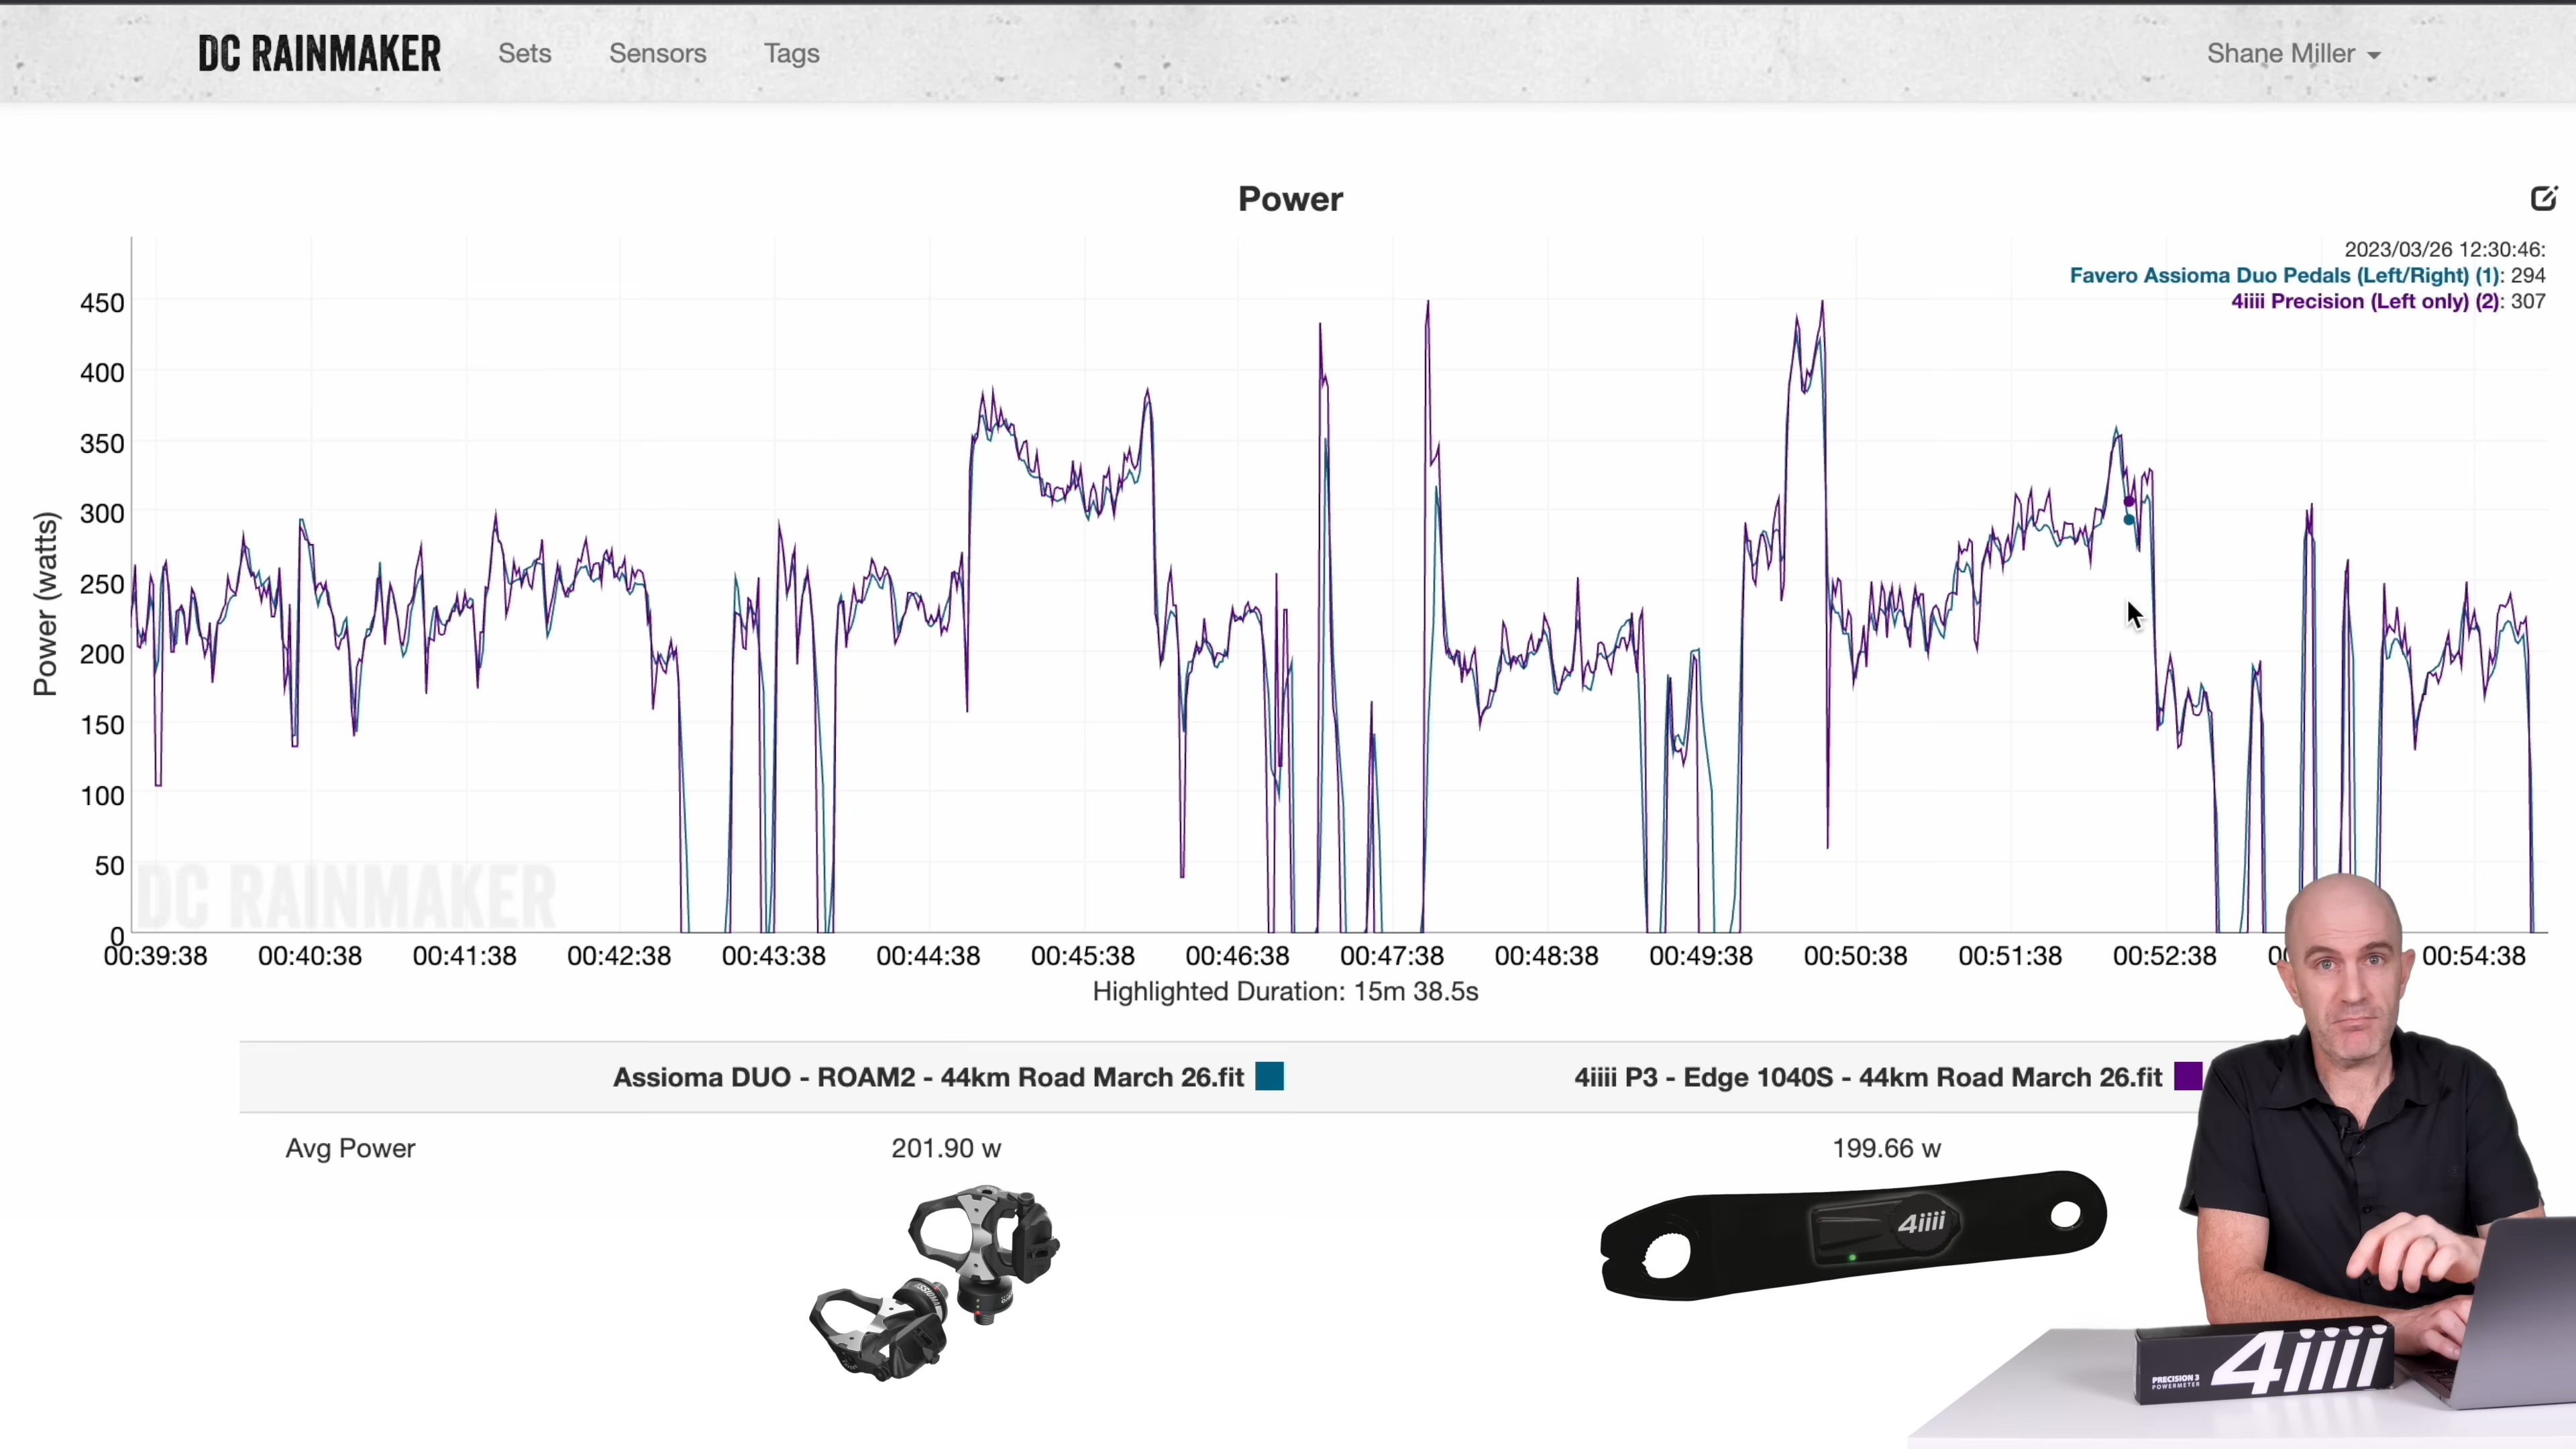 DC RAINMAKER Sets Sensors Tags Shane Miller
Power
2023/03/26 12:30:46:
Favero Assioma Duo Pedals (Left/Right) (1): 294
4iiii Precision (Left only) (2): 307
Power (watts)
450
400
350
300
250
200
150
100
50
0
DC RAINMAKER
00:39:38 00:40:38 00:41:38 00:42:38 00:43:38 00:44:38 00:45:38 00:46:38 00:47:38 00:48:38 00:49:38 00:50:38 00:51:38 00:52:38 00:54:38
Highlighted Duration: 15m 38.5s
Assioma DUO - ROAM2 - 44km Road March 26.fit 4iiii P3 - Edge 1040S - 44km Road March 26.fit
Avg Power 201.90 w 199.66 w
4iiii
PRECISION 3
POWERMETER
4iiii